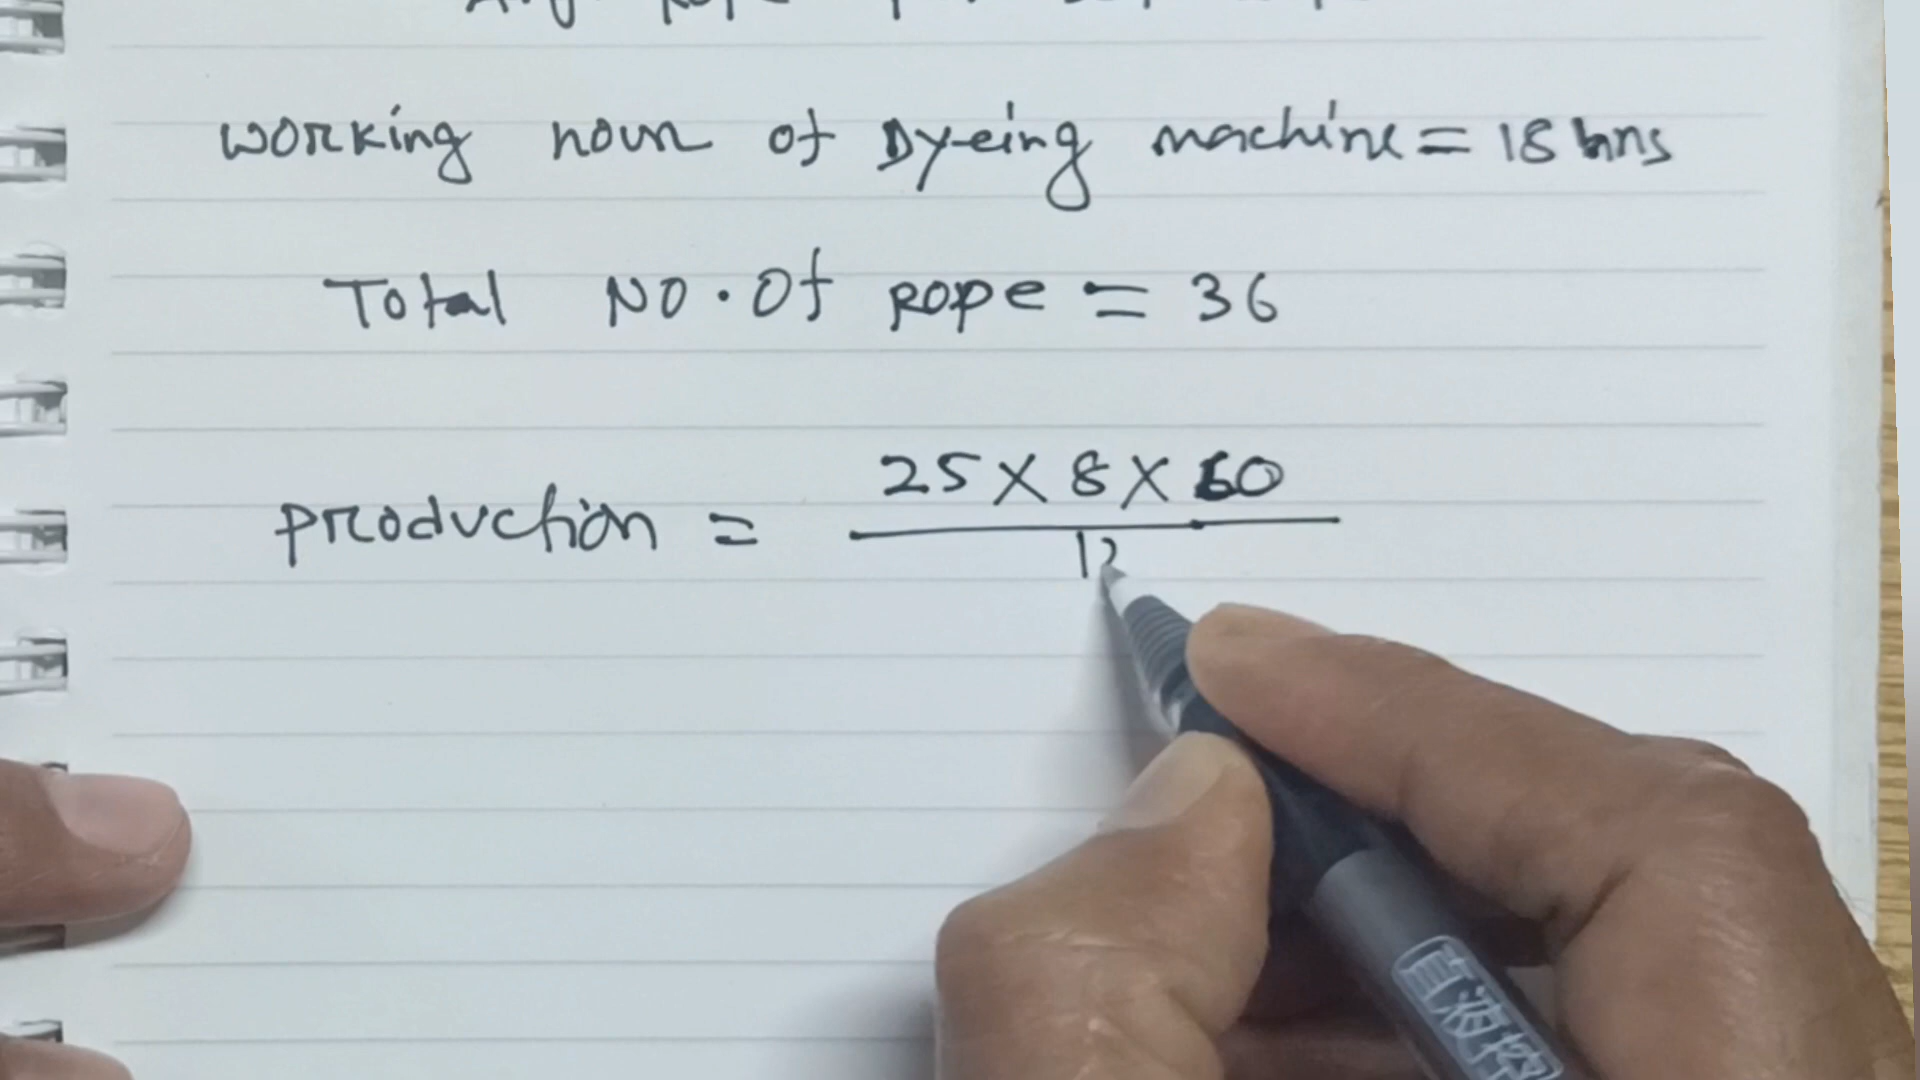 working hour of Dyeing machine = 18 hrs
Total No. Of Rope = 36
25 X 8 X 60
production =
12